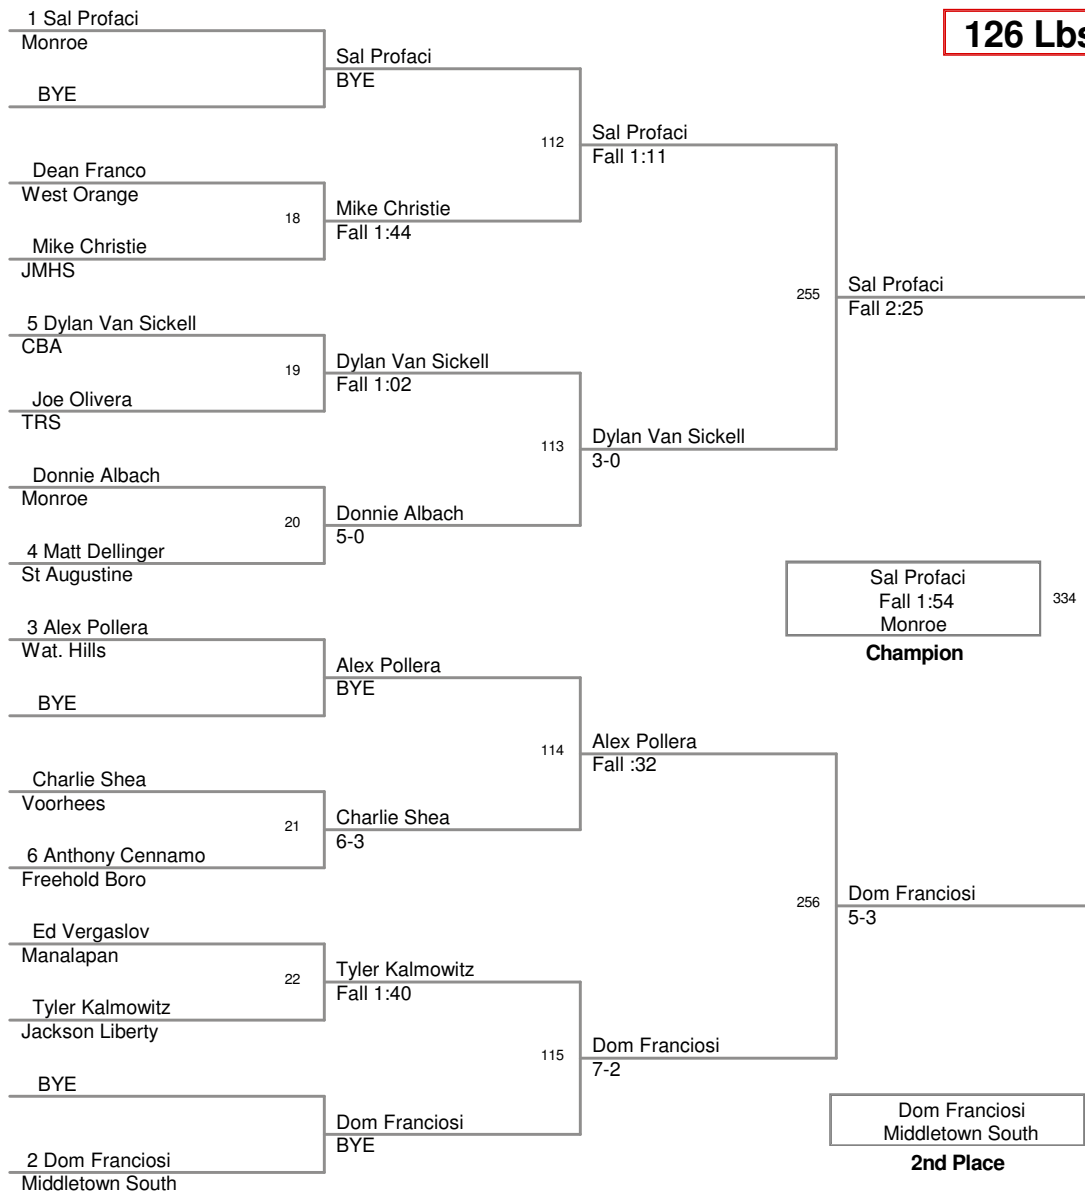 1 Sal Profaci
Monroe
BYE
Dean Franco
West Orange
Mike Christie
JMHS
5 Dylan Van Sickell
CBA
Joe Olivera
TRS
Donnie Albach
Monroe
4 Matt Dellinger
St Augustine
3 Alex Pollera
Wat. Hills
BYE
Charlie Shea
Voorhees
6 Anthony Cennamo
Freehold Boro
Ed Vergaslov
Manalapan
Tyler Kalmowitz
Jackson Liberty
BYE
2 Dom Franciosi
Middletown South
18
19
20
21
22
Sal Profaci
BYE
Mike Christie
Fall 1:44
Dylan Van Sickell
Fall 1:02
Donnie Albach
5-0
Alex Pollera
BYE
Charlie Shea
6-3
Tyler Kalmowitz
Fall 1:40
Dom Franciosi
BYE
112
113
114
115
Sal Profaci
Fall 1:11
Dylan Van Sickell
3-0
Alex Pollera
Fall :32
Dom Franciosi
7-2
255
256
126 Lbs
Sal Profaci
Fall 2:25
Sal Profaci
Fall 1:54
Monroe
334
Champion
Dom Franciosi
5-3
Dom Franciosi
Middletown South
2nd Place